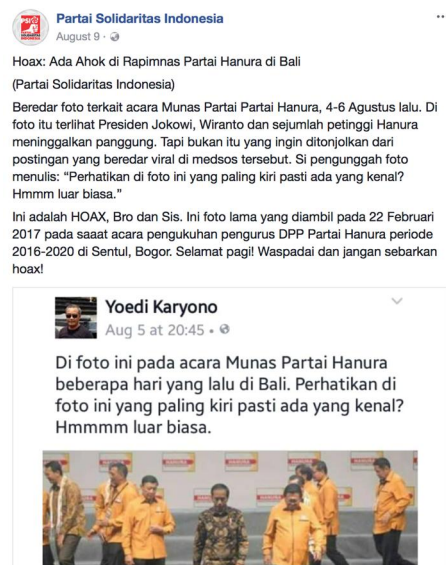 PSI
Partai Solidaritas Indonesia
August 9 ·
Hoax: Ada Ahok di Rapimnas Partai Hanura di Bali
(Partai Solidaritas Indonesia)
Beredar foto terkait acara Munas Partai Partai Hanura, 4-6 Agustus lalu. Di
foto itu terlihat Presiden Jokowi, Wiranto dan sejumlah petinggi Hanura
meninggalkan panggung. Tapi bukan itu yang ingin ditonjolkan dari
postingan yang beredar viral di medsos tersebut. Si pengunggah foto
menulis: “Perhatikan di foto ini yang paling kiri pasti ada yang kenal?
Hmmm luar biasa.”
Ini adalah HOAX, Bro dan Sis. Ini foto lama yang diambil pada 22 Februari
2017 pada saaat acara pengukuhan pengurus DPP Partai Hanura periode
2016-2020 di Sentul, Bogor. Selamat pagi! Waspadai dan jangan sebarkan
hoax!
Yoedi Karyono
Aug 5 at 20:45 •
Di foto ini pada acara Munas Partai Hanura
beberapa hari yang lalu di Bali. Perhatikan di
foto ini yang paling kiri pasti ada yang kenal?
Hmmmm luar biasa.